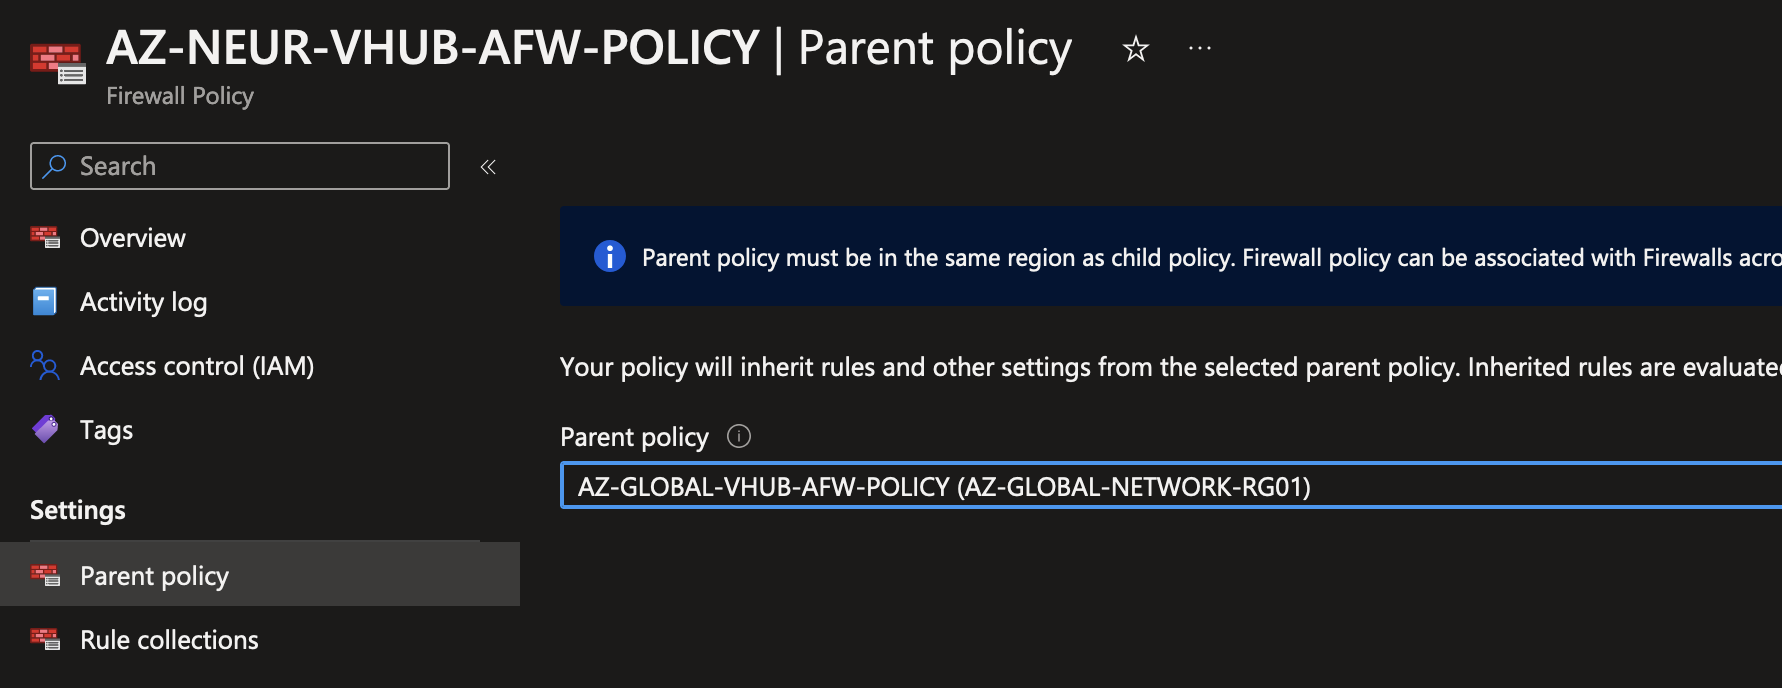 AZ-NEUR-VHUB-AFW-POLICY | Parent policy
Firewall Policy
Search
Overview
Activity log
Access control (IAM)
Tags
Settings
Parent policy
Rule collections
Parent policy must be in the same region as child policy. Firewall policy can be associated with Firewalls acro
Your policy will inherit rules and other settings from the selected parent policy. Inherited rules are evaluate
Parent policy
AZ-GLOBAL-VHUB-AFW-POLICY (AZ-GLOBAL-NETWORK-RG01)